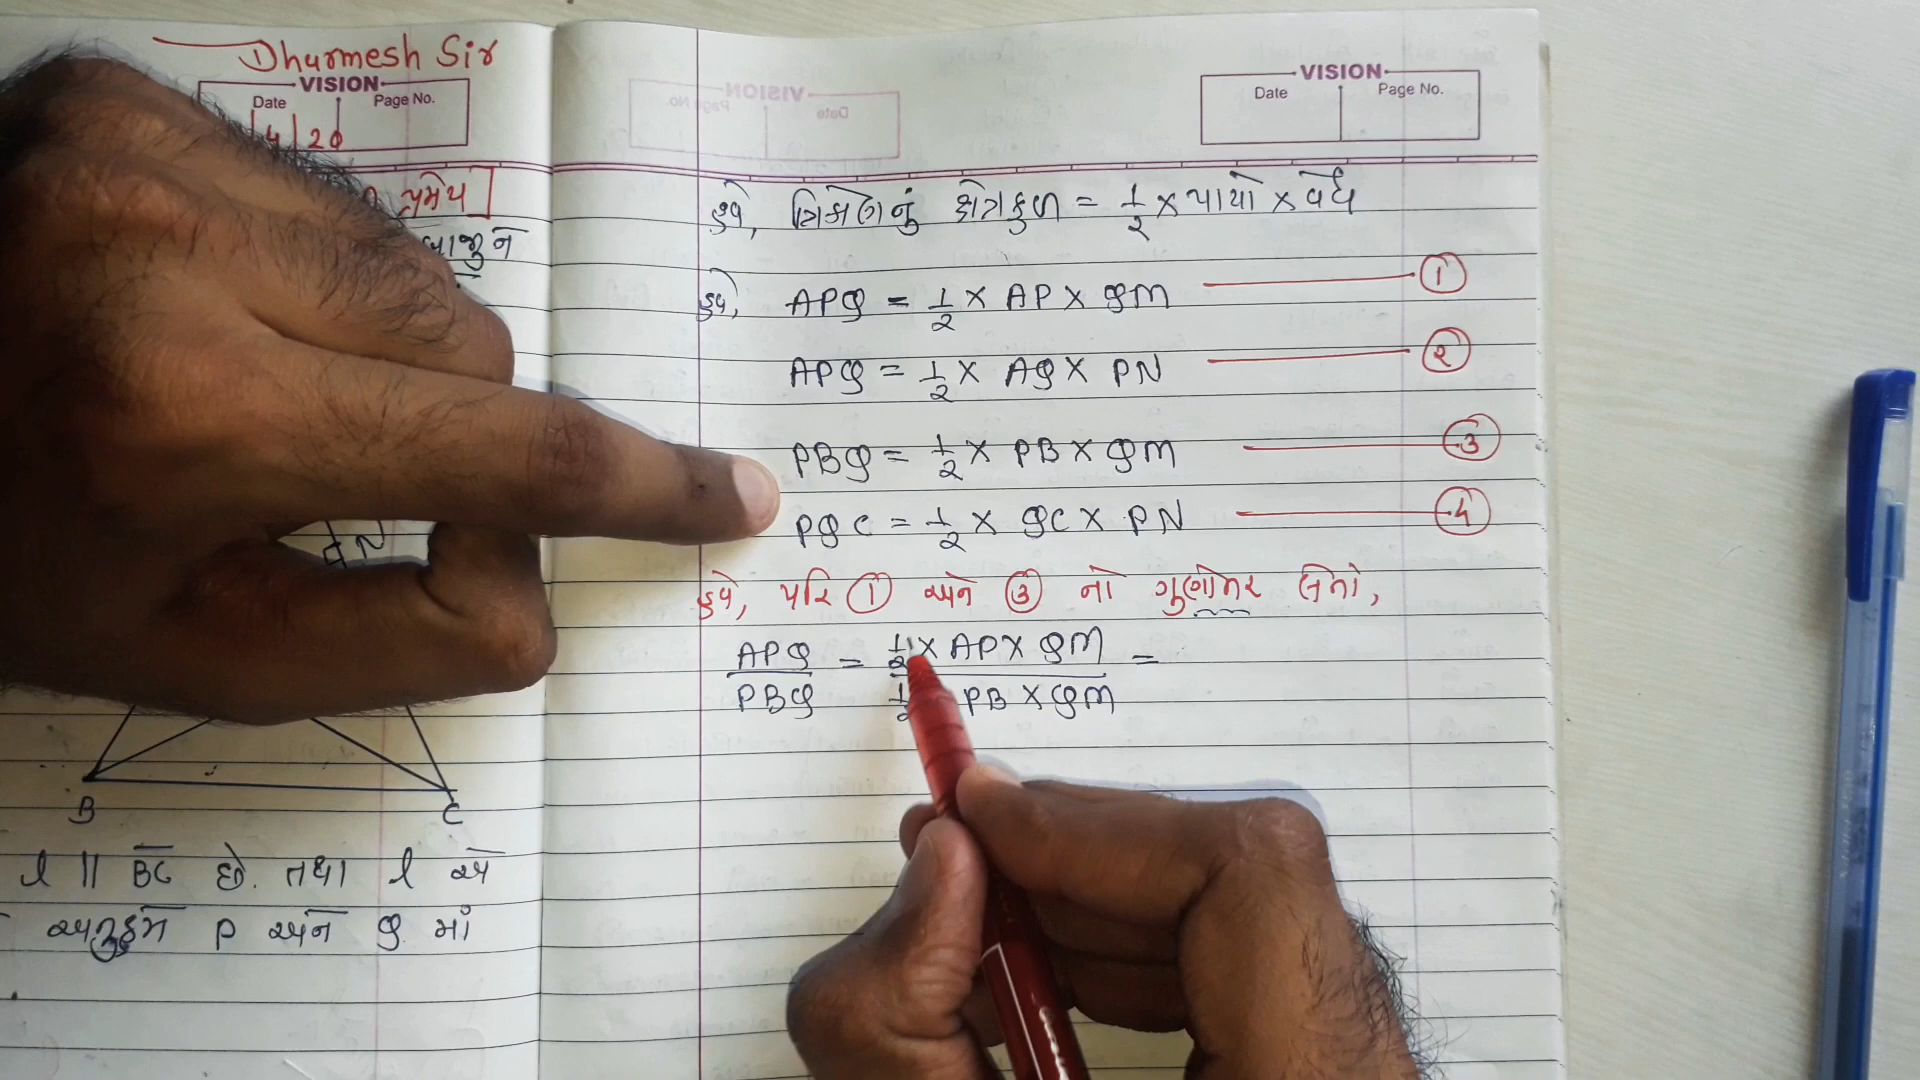 Dharmesh Sir
VISION
Date Page No.
4 20
પ્રમેય
બાજુને
N
B C
l || BC છે. તથા l એ
અનુક્રમે P અને Q માં
VISION
Date Page No.
હવે, ત્રિકોણનું ક્ષેત્રફળ = 1/2 × પાયો × વેધ
હવે, APQ = 1/2 × AP × QM ①
APQ = 1/2 × AQ × PN ②
PBQ = 1/2 × PB × QM ③
PQC = 1/2 × QC × PN ④
હવે, પરિ ① અને ③ નો ગુણોત્તર લેતાં,
APQ = 1/2 × AP × QM =
PBQ 1/2 PB × QM